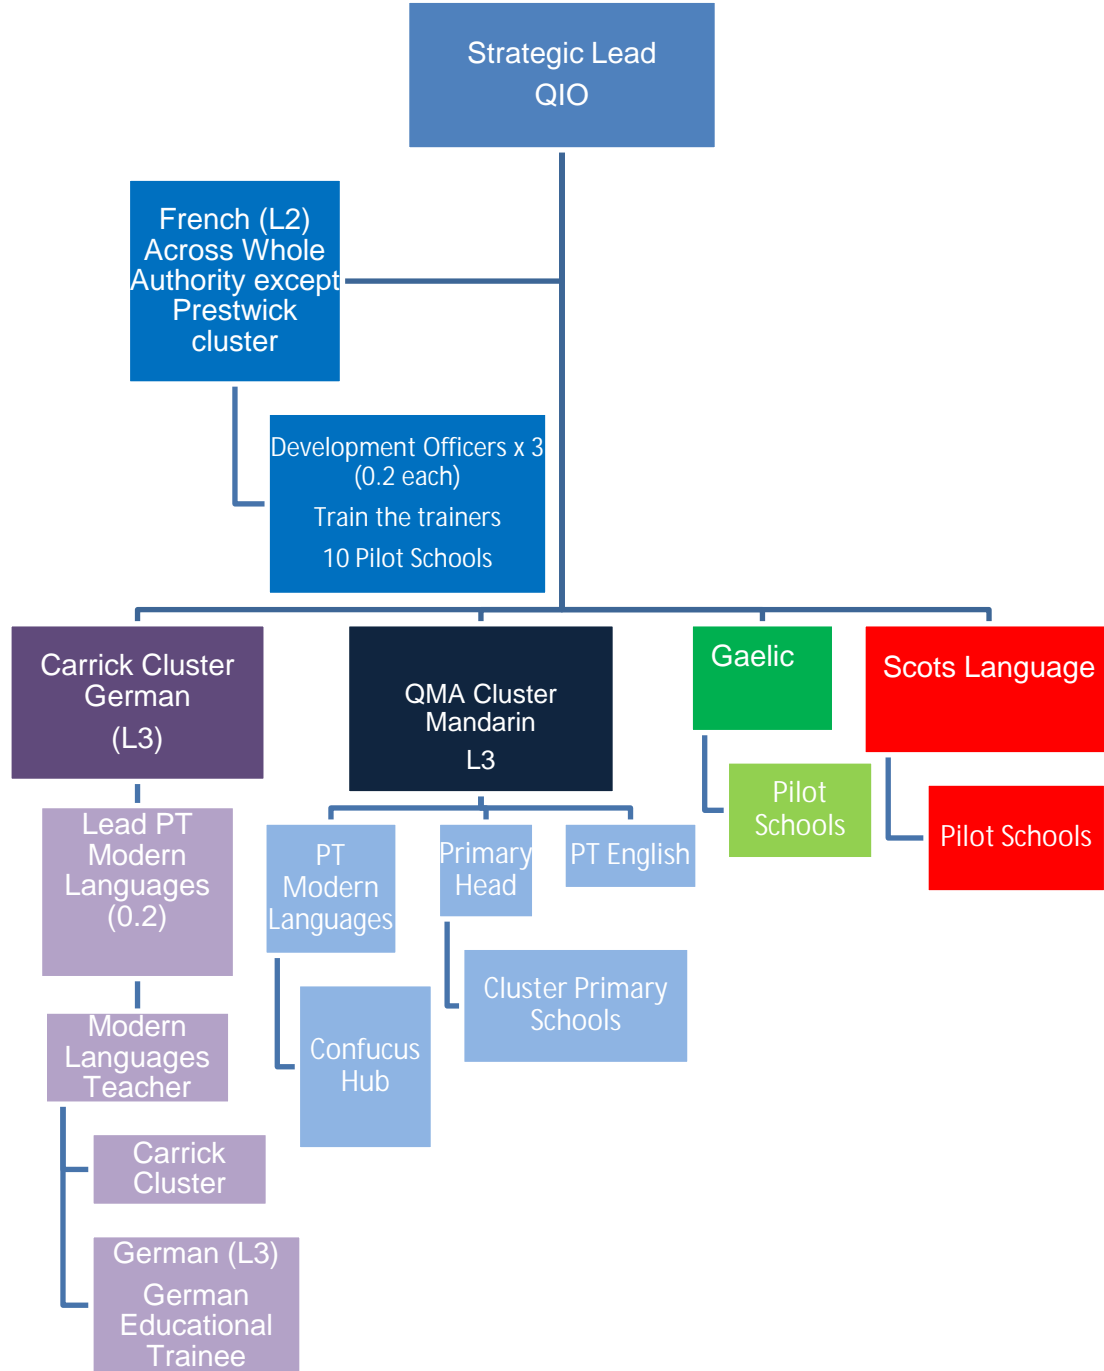 Strategic Lead
QIO
French (L2)
Across Whole
Authority except
Prestwick
cluster
Development Officers x 3
(0.2 each)
Train the trainers
10 Pilot Schools
Carrick Cluster
German
(L3)
QMA Cluster
Mandarin
L3
Gaelic
Scots Language
Pilot
Schools
Pilot Schools
Lead PT
Modern
Languages
(0.2)
PT
Modern
Languages
Primary
Head
PT English
Cluster Primary
Schools
Confucus
Hub
Modern
Languages
Teacher
Carrick
Cluster
German (L3)
German
Educational
Trainee